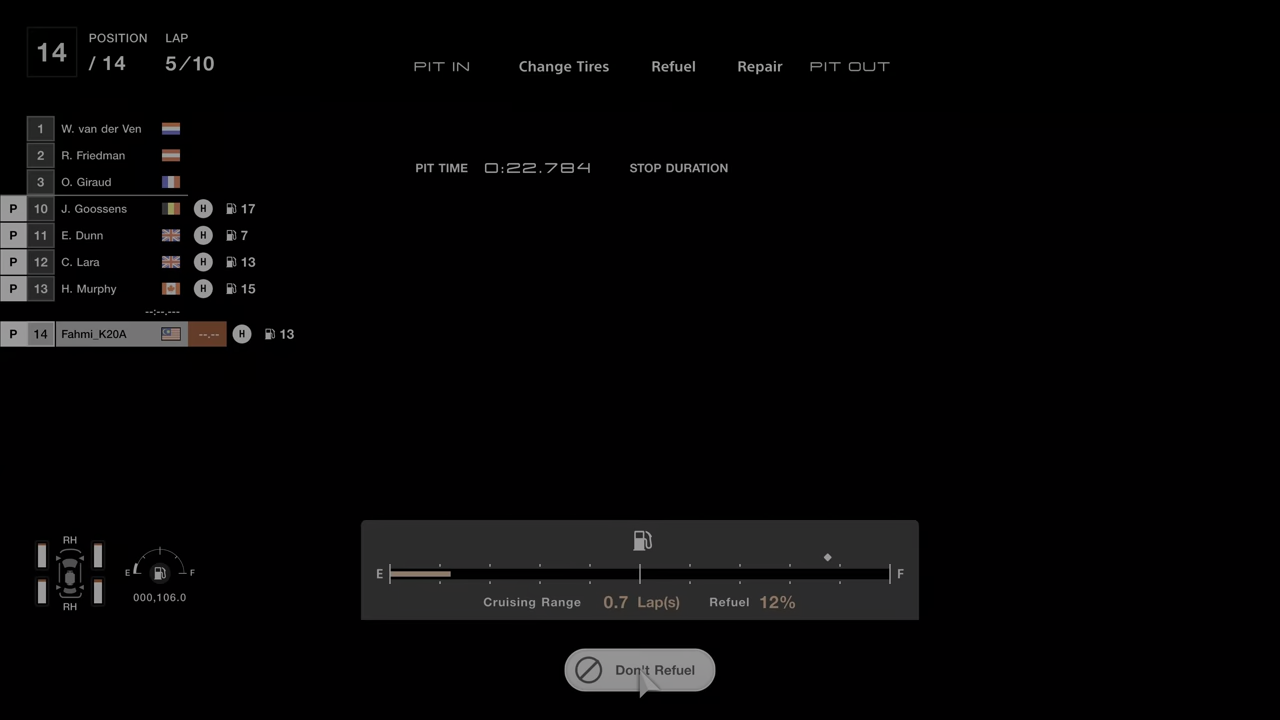 14 POSITION / 14 LAP 5/10
PIT IN Change Tires Refuel Repair PIT OUT
1 W. van der Ven
2 R. Friedman
3 O. Giraud
P 10 J. Goossens H 17
P 11 E. Dunn H 7
P 12 C. Lara H 13
P 13 H. Murphy H 15
--:--.---
P 14 Fahmi_K20A --.-- H 13
PIT TIME 0:22.784 STOP DURATION
RH
RH
E F
000,106.0
E F
Cruising Range 0.7 Lap(s) Refuel 12%
Don't Refuel